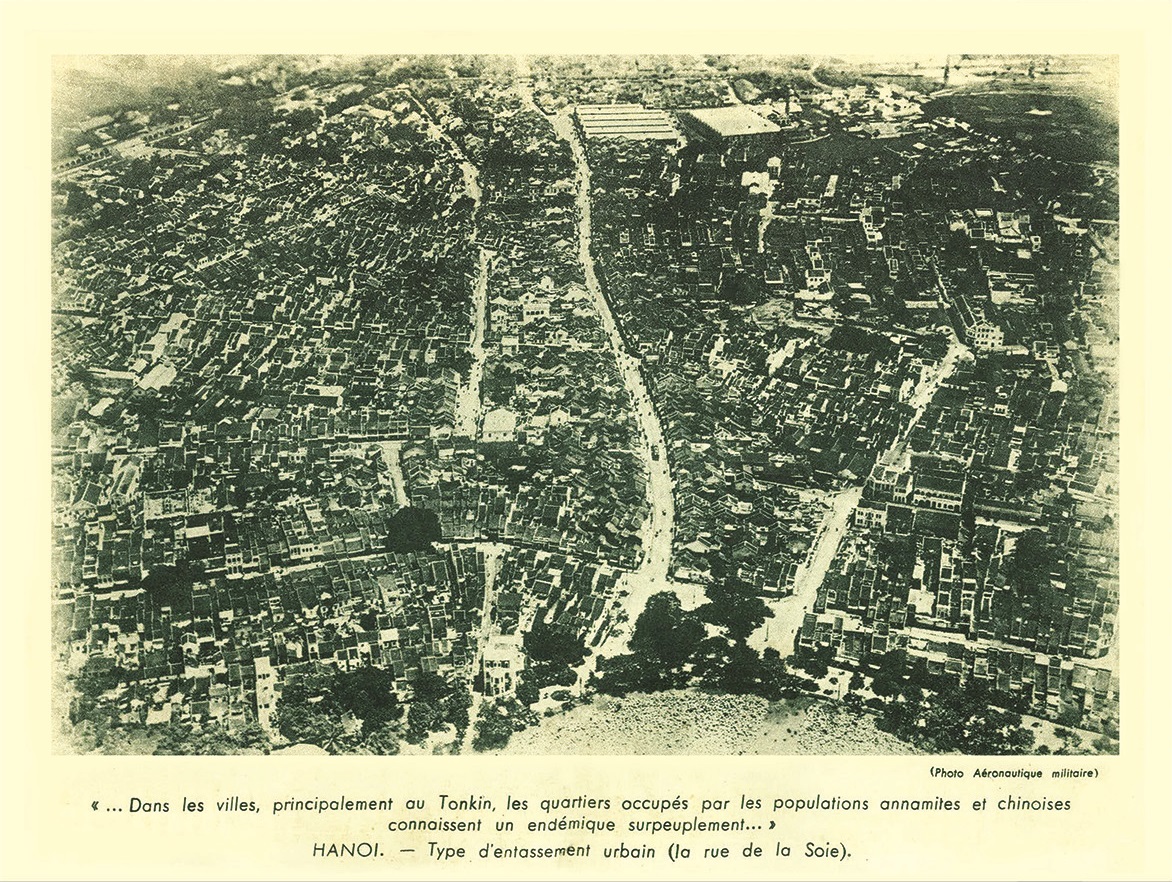 (Photo Aéronautique militaire)
« ... Dans les villes, principalement au Tonkin, les quartiers occupés par les populations annamites et chinoises
connaissent un endémique surpeuplement... »
HANOI. — Type d'entassement urbain (la rue de la Soie).